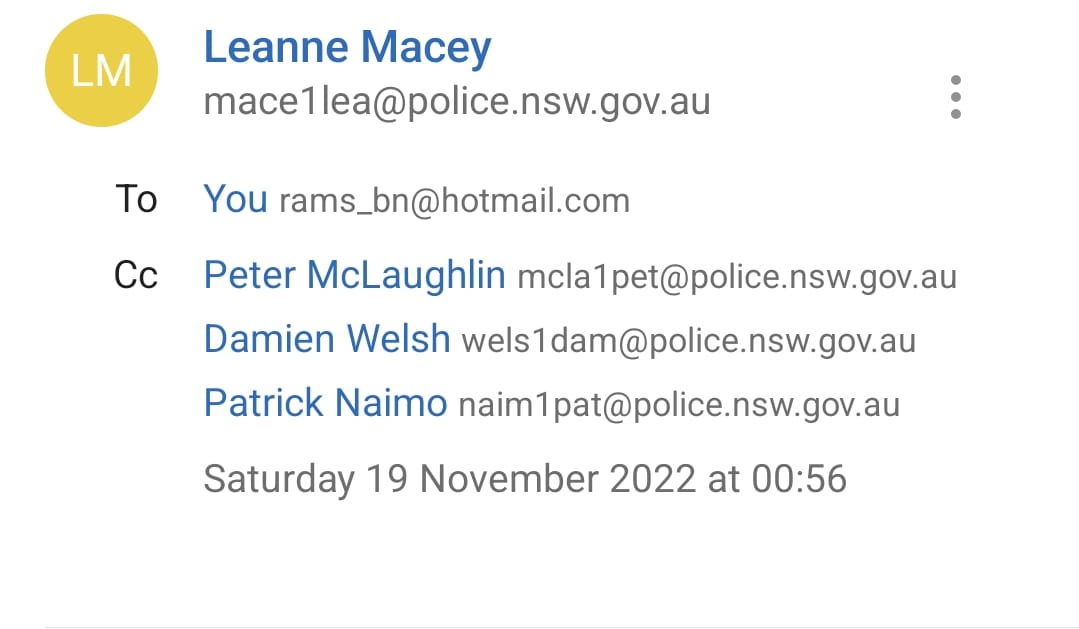 LM
Leanne Macey
mace1lea@police.nsw.gov.au
To You rams_bn@hotmail.com
Cc Peter McLaughlin mcla1pet@police.nsw.gov.au
Damien Welsh wels1dam@police.nsw.gov.au
Patrick Naimo naim1pat@police.nsw.gov.au
Saturday 19 November 2022 at 00:56